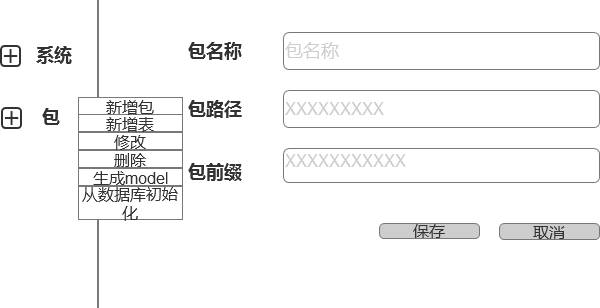 系统
包
新增包
新增表
修改
删除
生成model
从数据库初始
化
包名称
包名称
包路径
XXXXXXXXX
包前缀
XXXXXXXXXXX
保存
取消